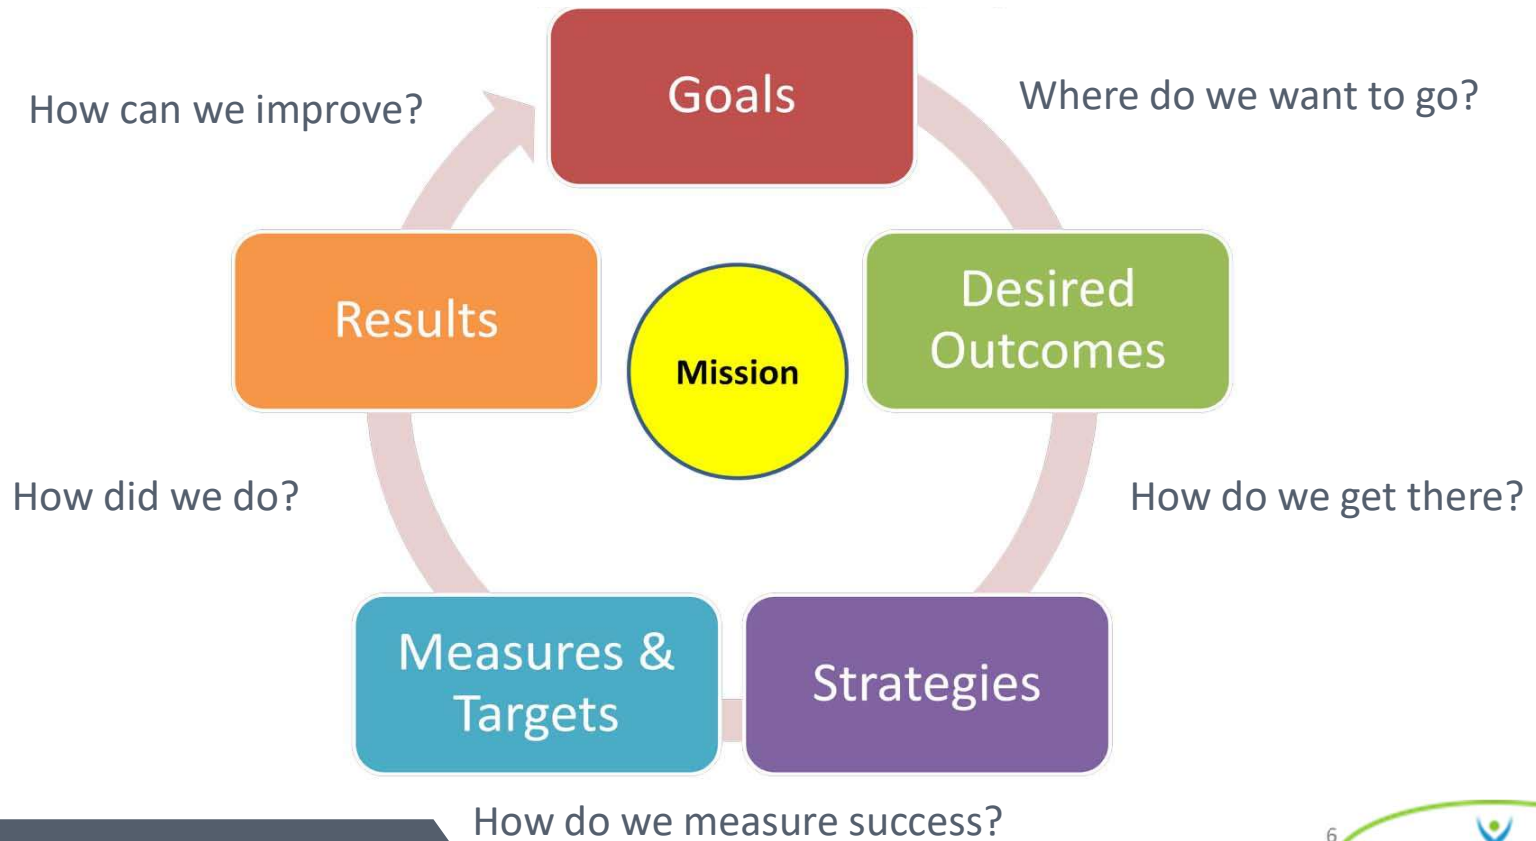 Goals
How can we improve?
Where do we want to go?
Desired
Outcomes
Results
Mission
How did we do?
How do we get there?
Measures &
Targets
Strategies
How do we measure success?
6